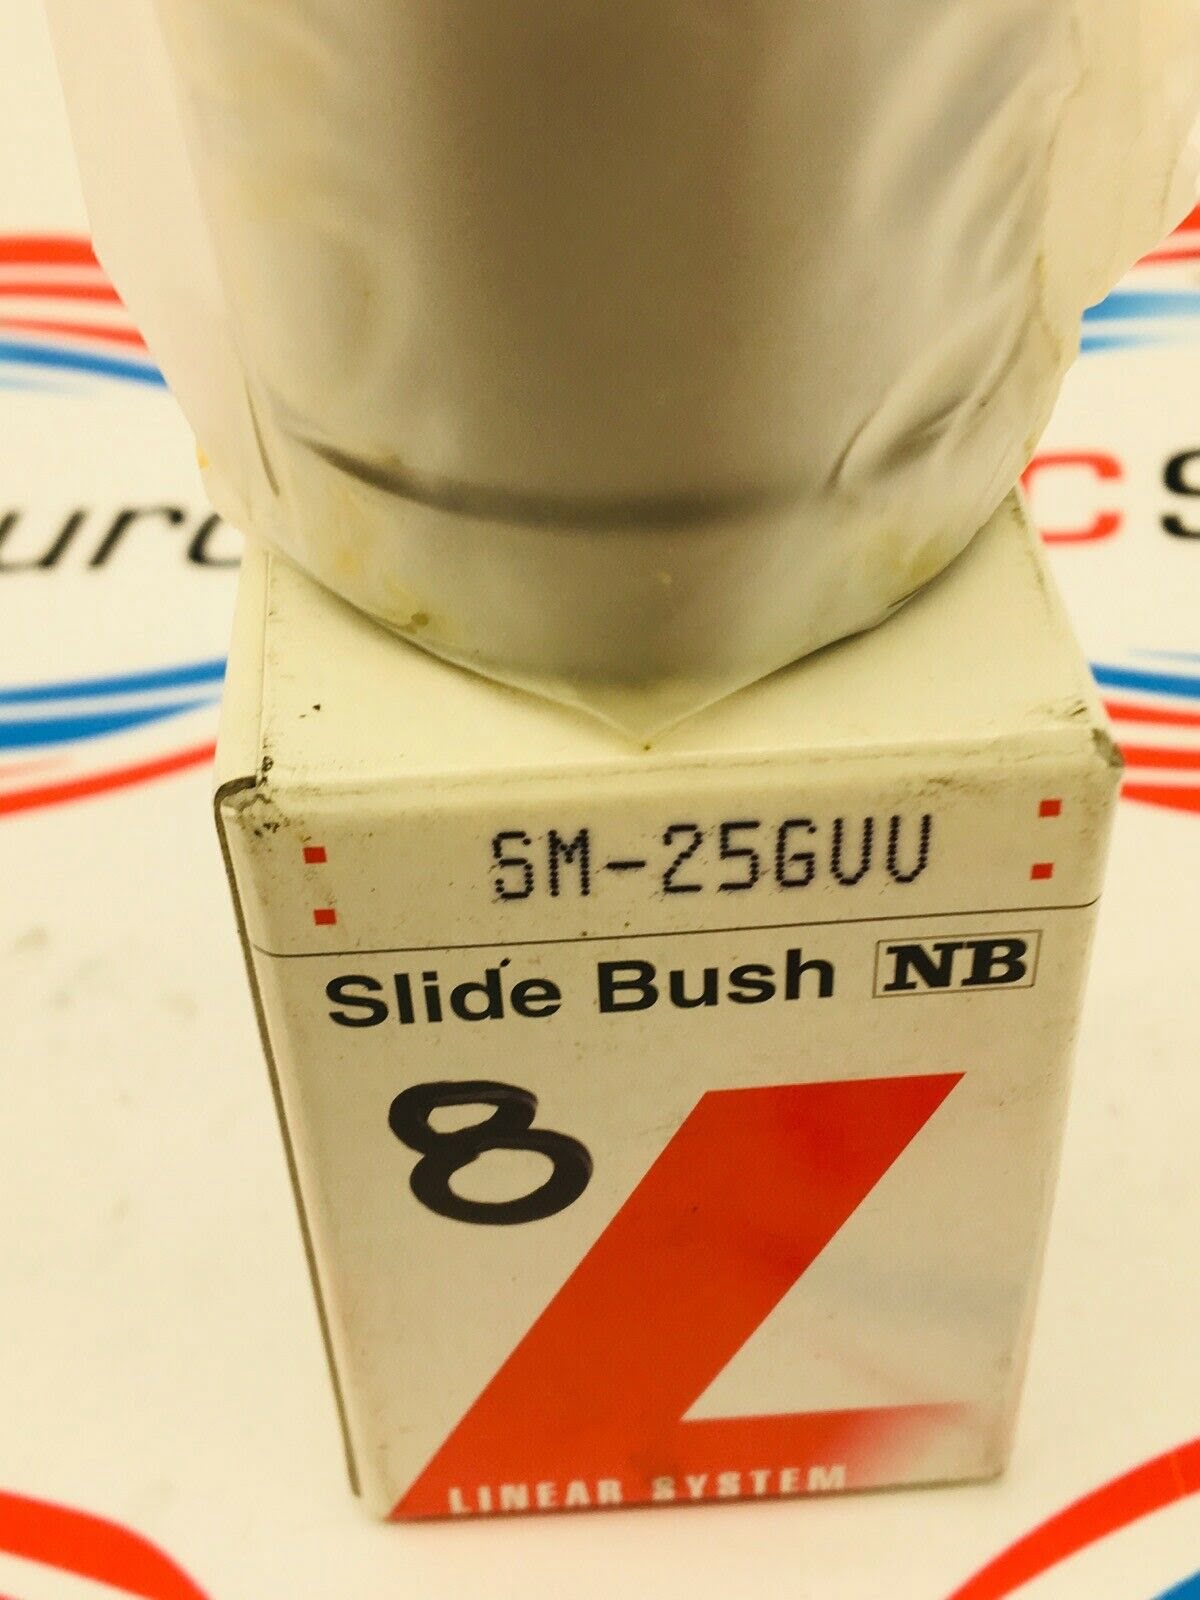 SM-25GUU
Slide Bush NB
8
LINEAR SYSTEM